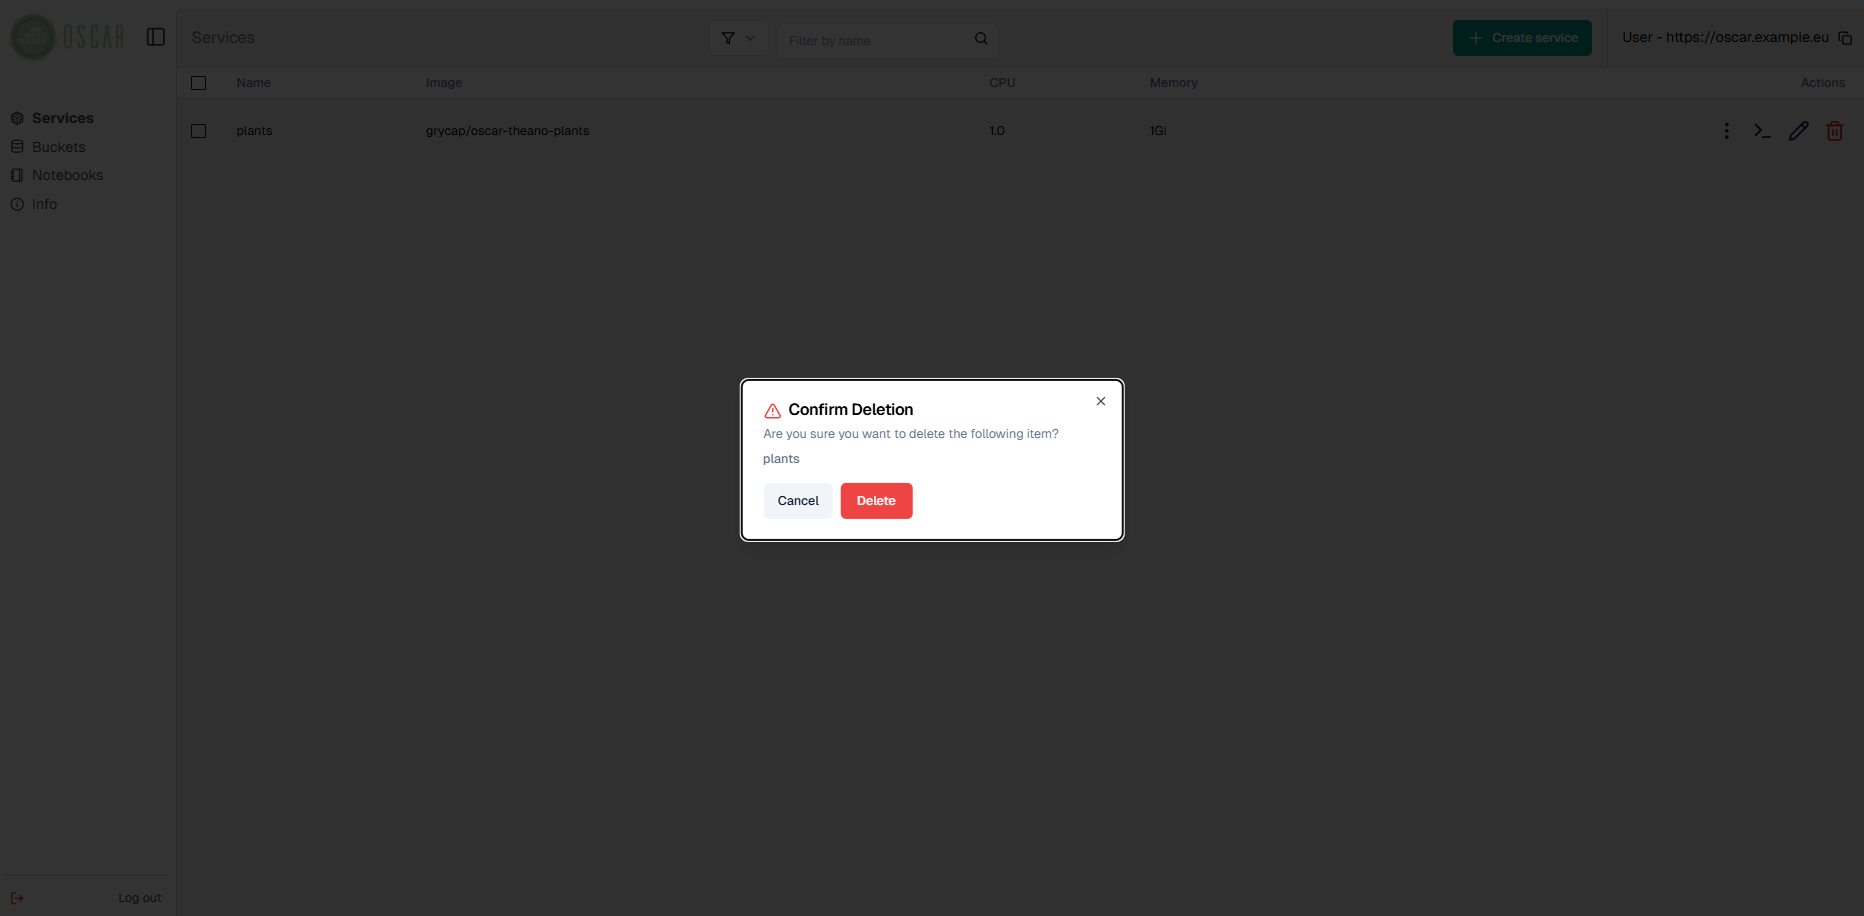 OSCAR
Services
Filter by name
Create service
User - https://oscar.example.eu
Name Image CPU Memory Actions
plants grycap/oscar-theano-plants 1.0 1Gi
Services
Buckets
Notebooks
Info
Confirm Deletion
Are you sure you want to delete the following item?
plants
Cancel Delete
Log out